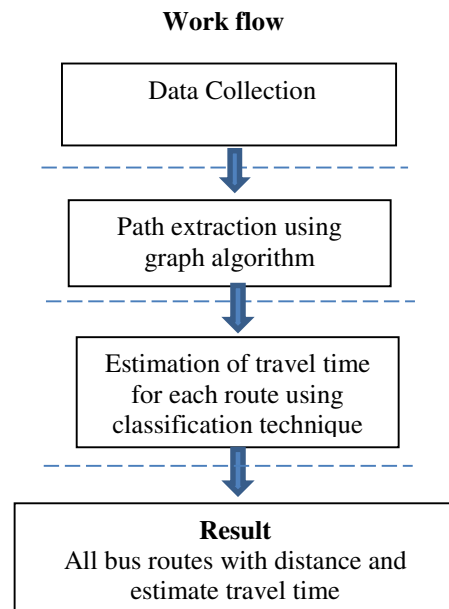 Work flow
Data Collection
Path extraction using
graph algorithm
Estimation of travel time
for each route using
classification technique
Result
All bus routes with distance and
estimate travel time